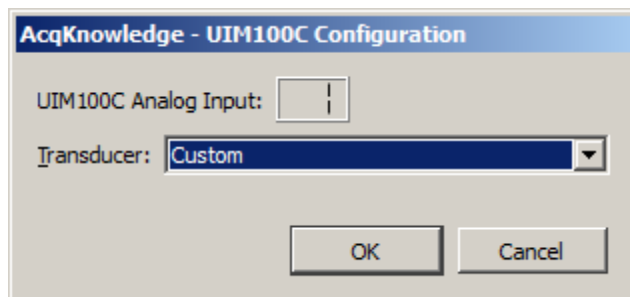 AcqKnowledge - UIM100C Configuration
UIM100C Analog Input:
Transducer: Custom
OK Cancel